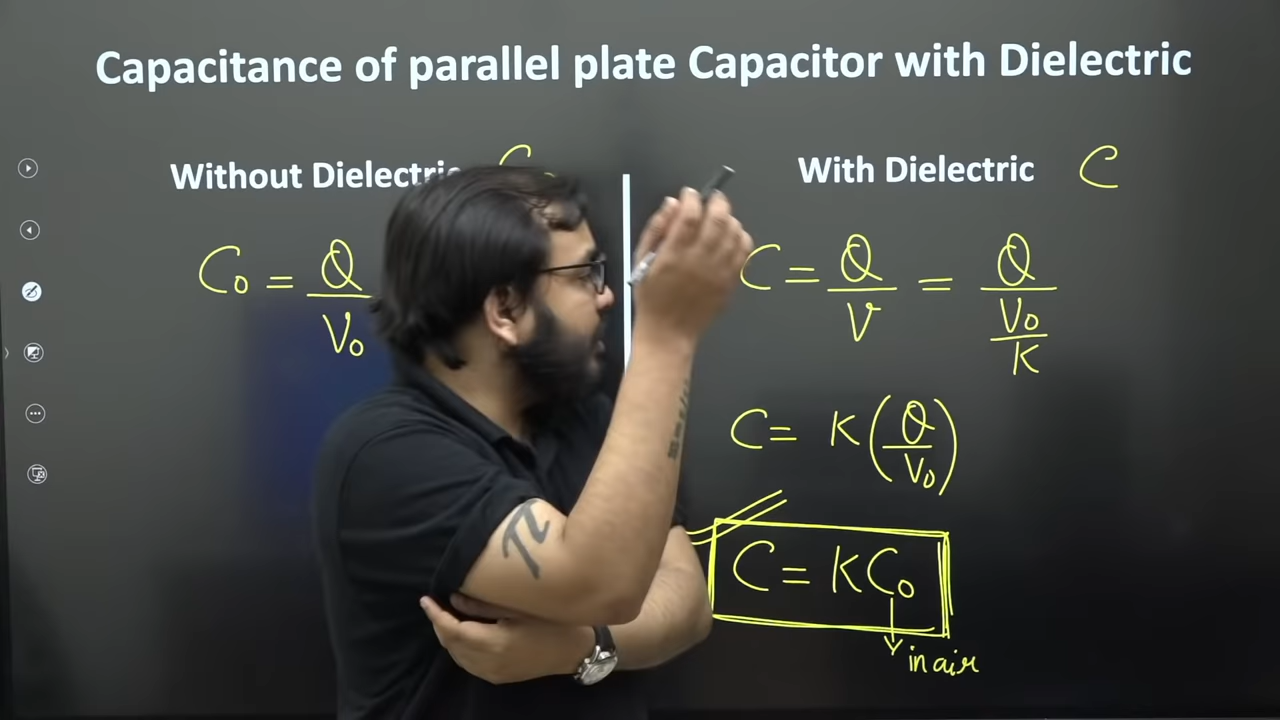 Capacitance of parallel plate Capacitor with Dielectric
Without Dielectric
C₀ = Q/V₀
With Dielectric C
C = Q/V = Q/(V₀/K)
C = K(Q/V₀)
C = KC₀
in air
π